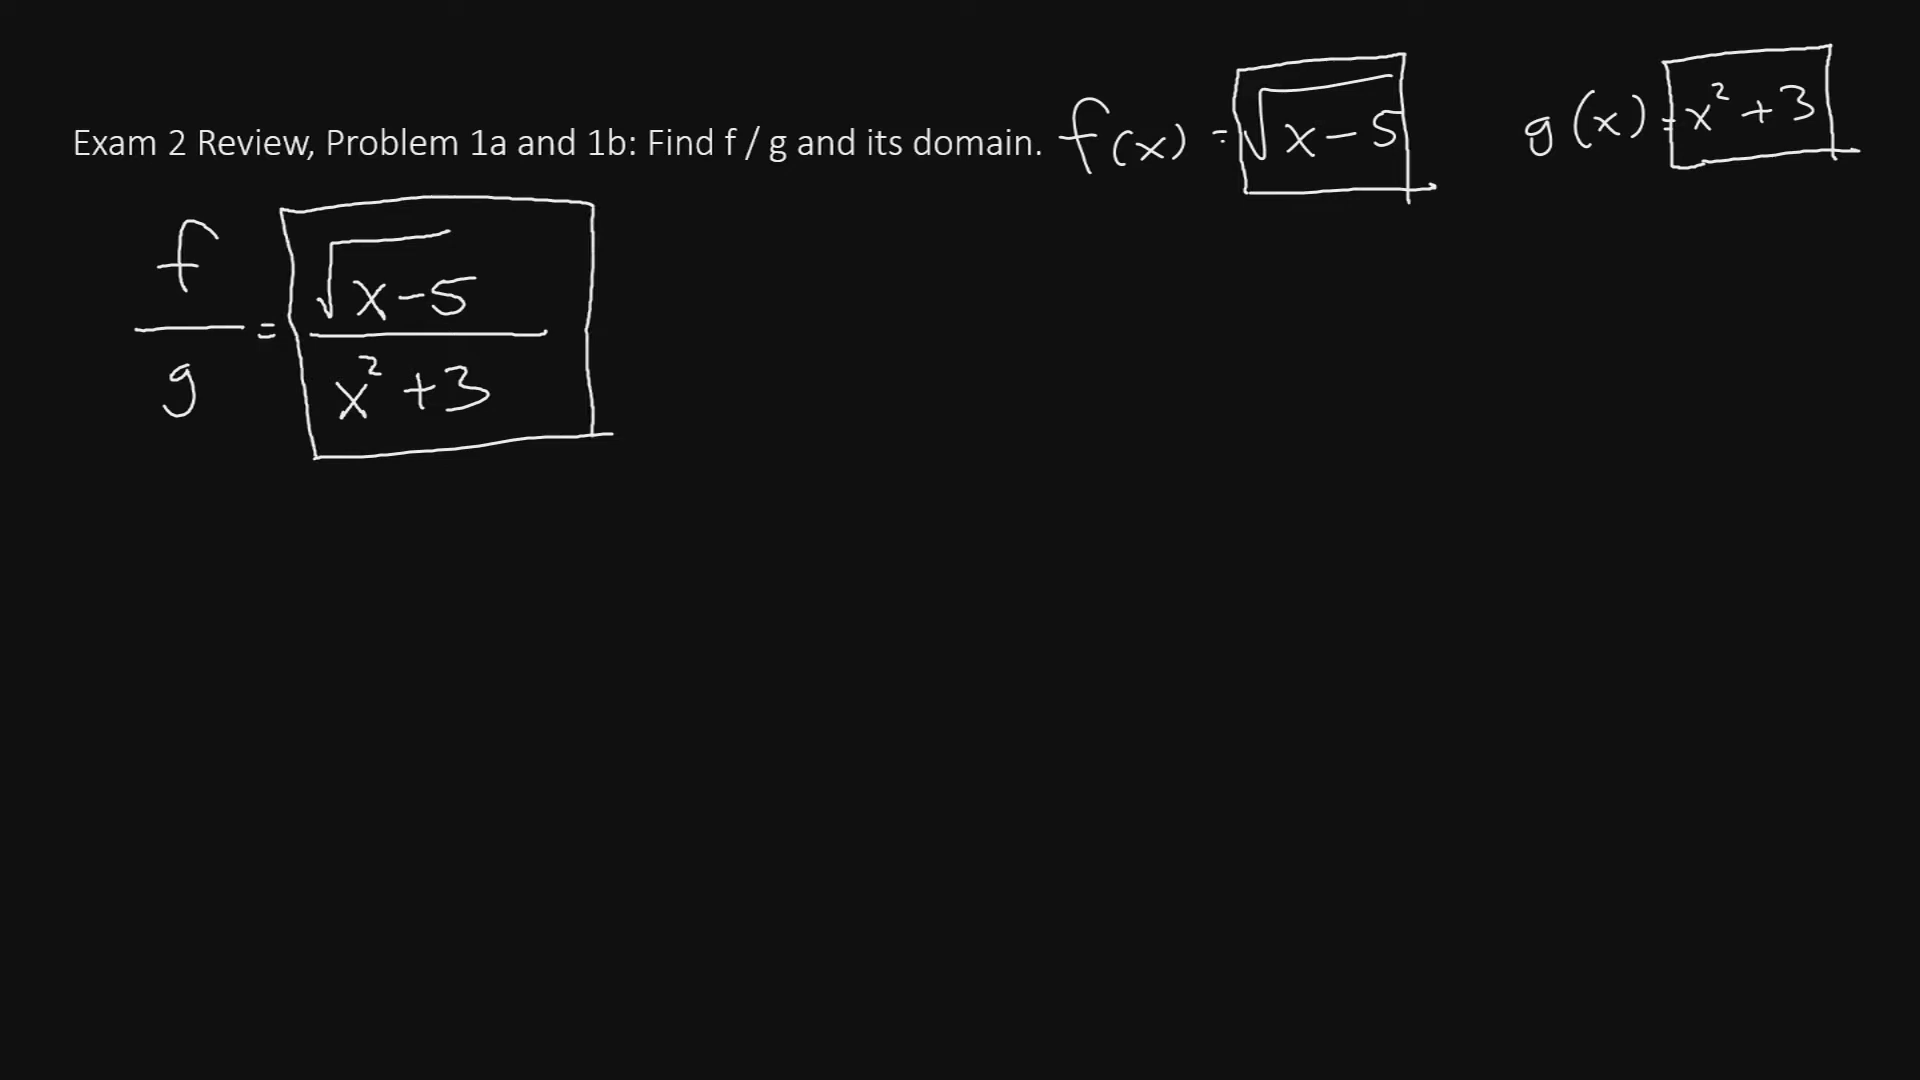 Exam 2 Review, Problem 1a and 1b: Find f / g and its domain. f(x) = √x-5 g(x) = x²+3
f/g = √x-5/x²+3